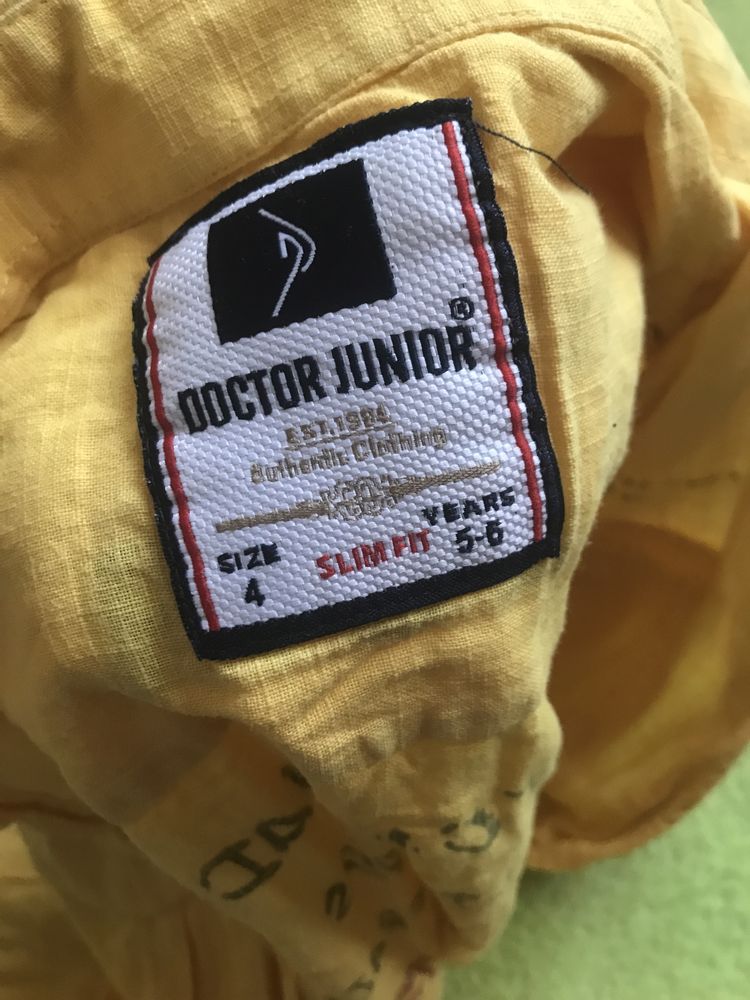 DOCTOR JUNIOR®
EST.1984
Authentic Clothing
SIZE
4
SLIM FIT
YEARS
5-6